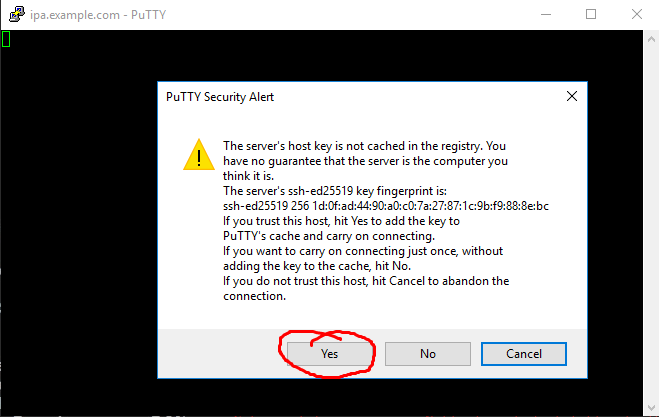 ipa.example.com - PuTTY
PuTTY Security Alert
The server's host key is not cached in the registry. You
have no guarantee that the server is the computer you
think it is.
The server's ssh-ed25519 key fingerprint is:
ssh-ed25519 256 1d:0f:ad:44:90:a0:c0:7a:27:87:1c:9b:f9:88:8e:bc
If you trust this host, hit Yes to add the key to
PuTTY's cache and carry on connecting.
If you want to carry on connecting just once, without
adding the key to the cache, hit No.
If you do not trust this host, hit Cancel to abandon the
connection.
Yes
No
Cancel